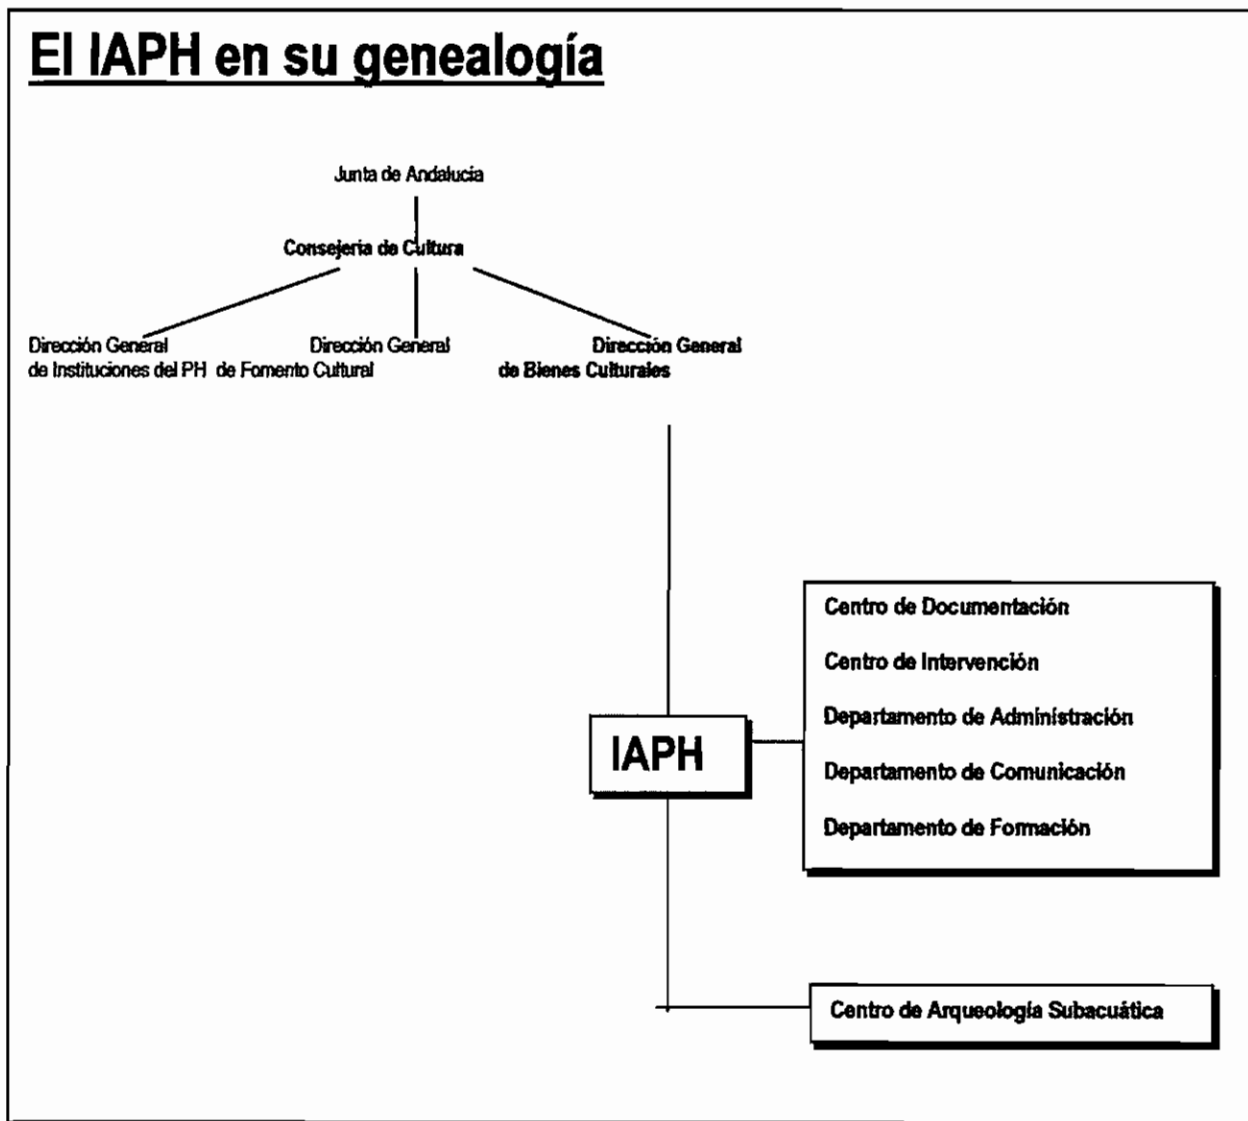 El IAPH en su genealogía
Junta de Andalucia
Consejería de Cultura
Dirección General
de Instituciones del PH
Dirección General
de Fomento Cultural
Dirección General
de Bienes Culturales
IAPH
Centro de Documentación
Centro de Intervención
Departamento de Administración
Departamento de Comunicación
Departamento de Formación
Centro de Arqueología Subacuática